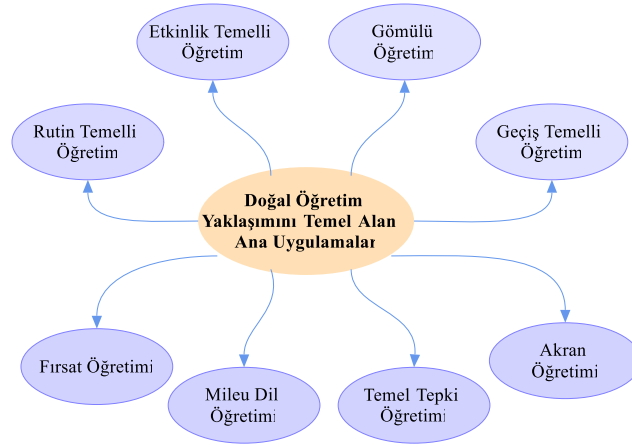 Etkinlik Temelli
Öğretim
Gömülü
Öğretim
Rutin Temelli
Öğretim
Geçiş Temelli
Öğretim
Doğal Öğretim
Yaklaşımını Temel Alan
Ana Uygulamalar
Fırsat Öğretimi
Mileu Dil
Öğretimi
Temel Tepki
Öğretimi
Akran
Öğretimi